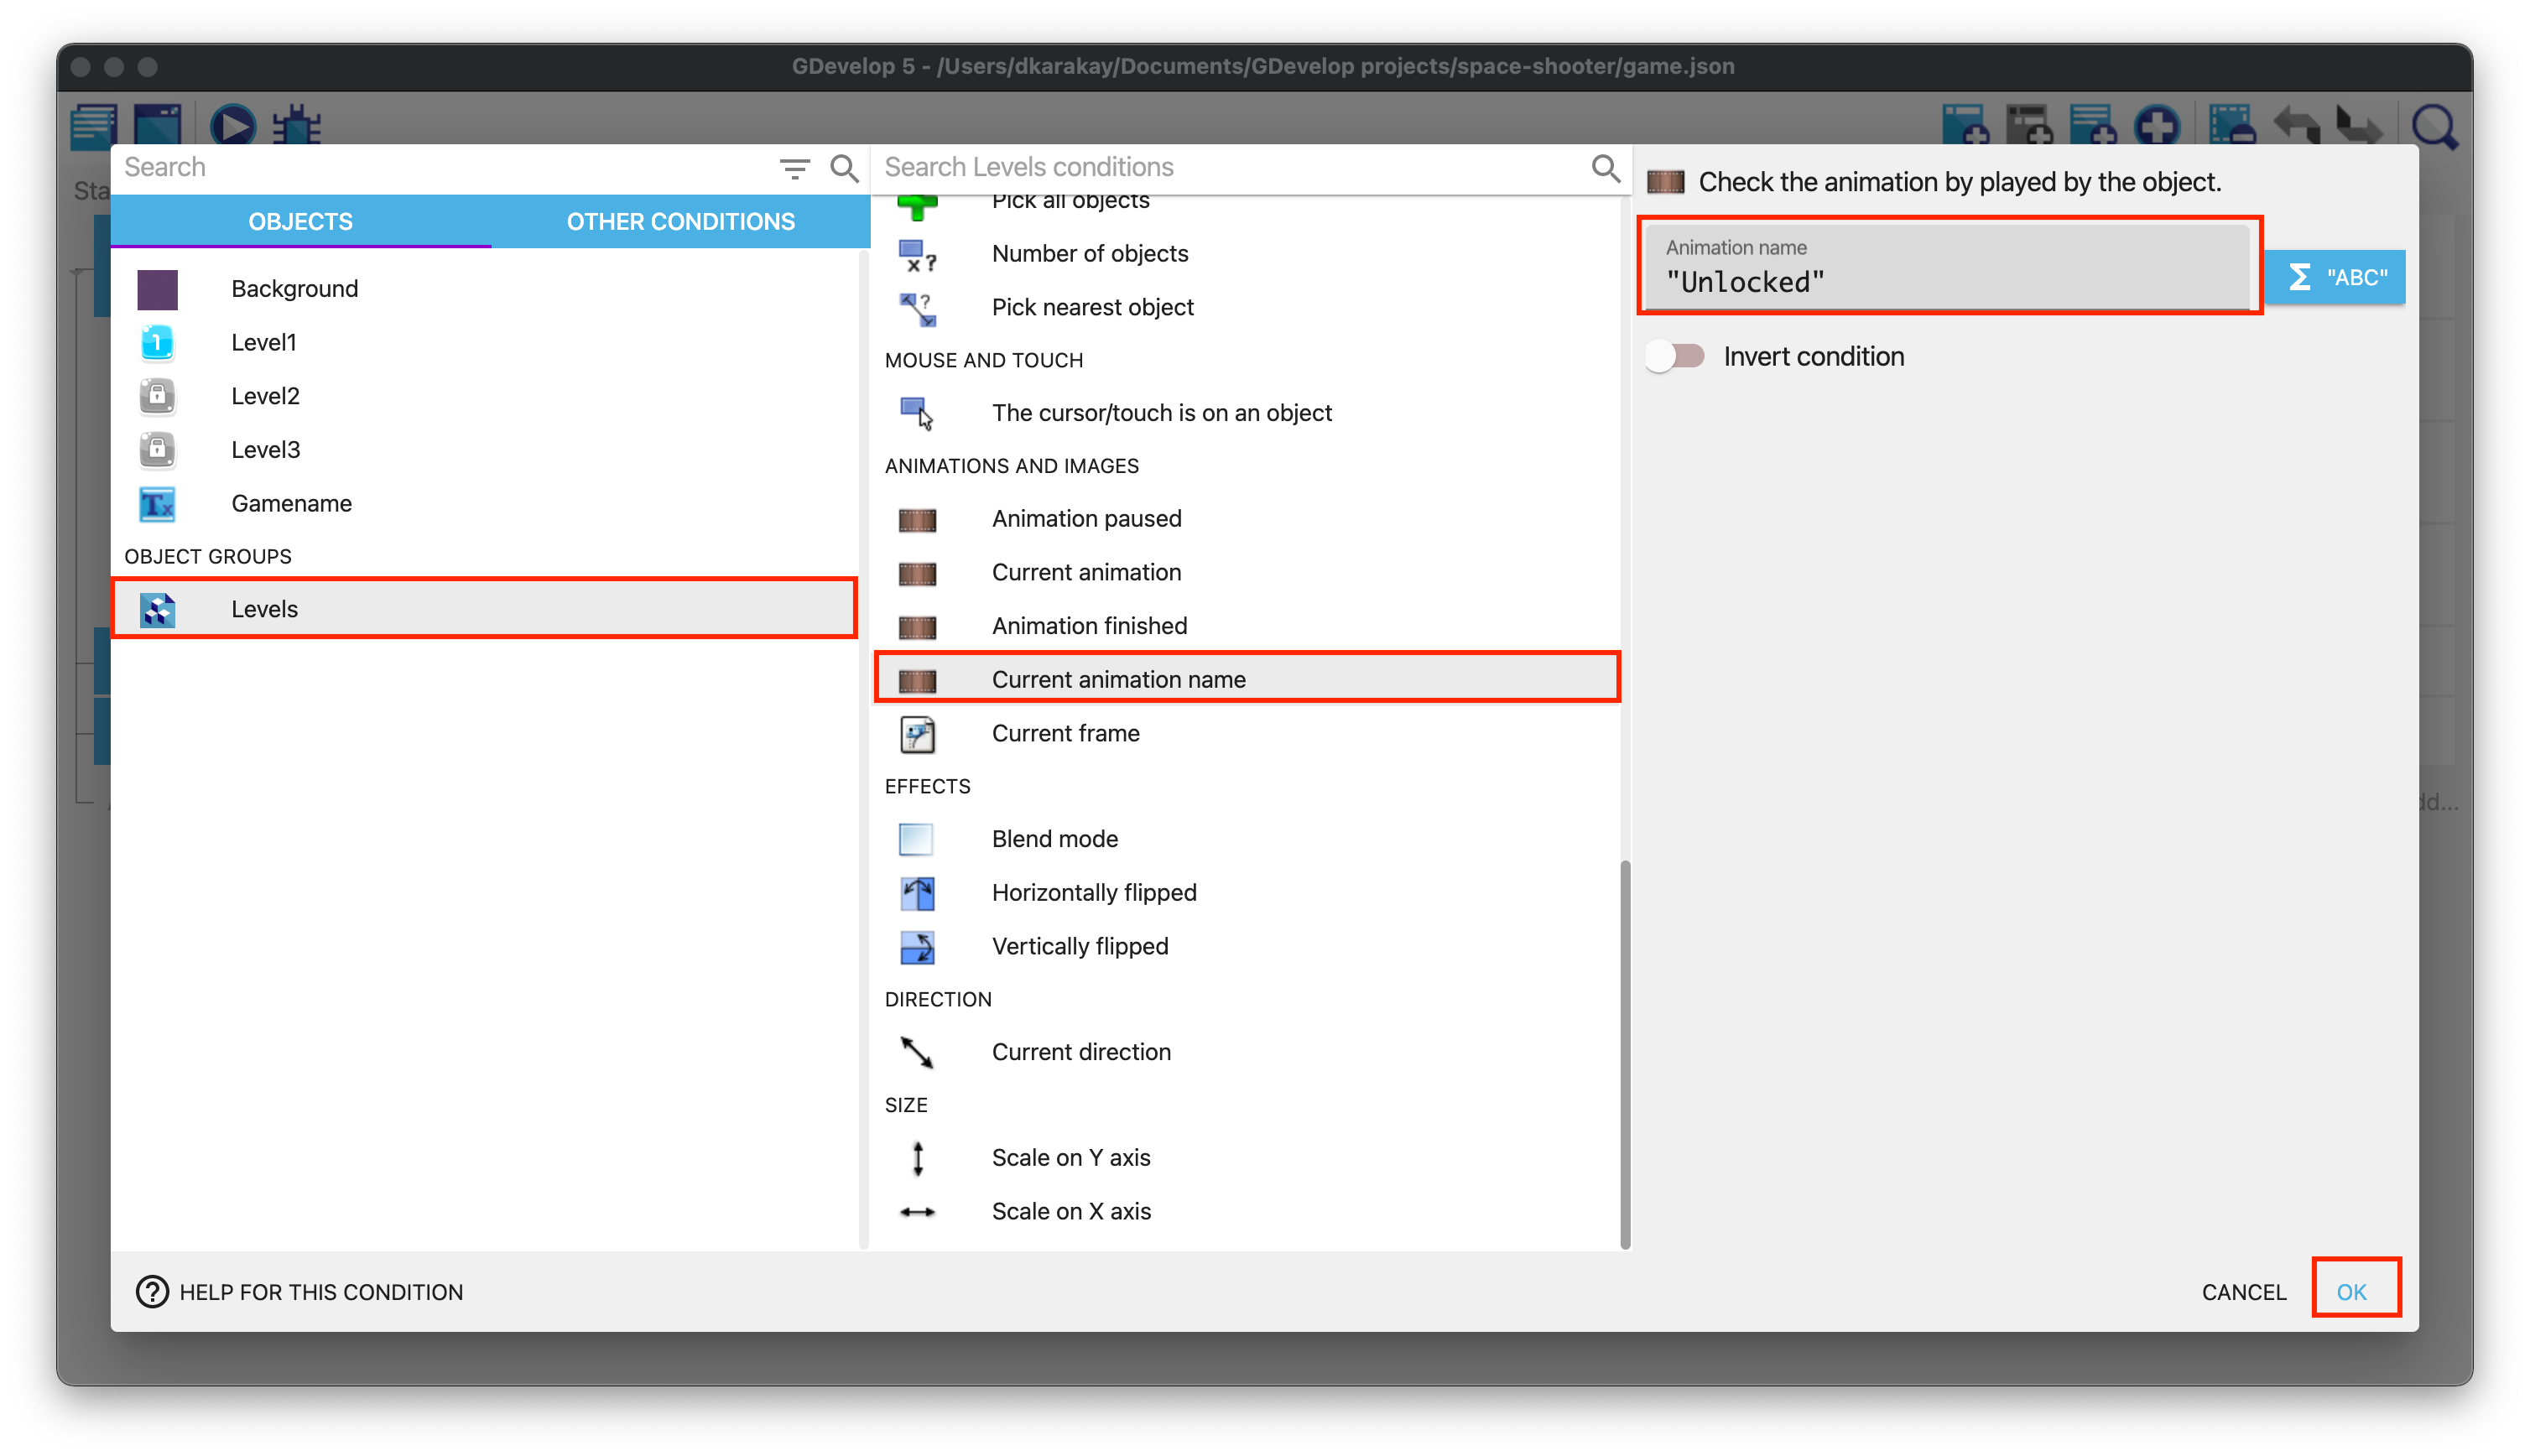 GDevelop 5 - /Users/dkarakay/Documents/GDevelop projects/space-shooter/game.json
Sta
Search
OBJECTS
OTHER CONDITIONS
Background
1
Level1
Level2
Level3
Tx
Gamename
OBJECT GROUPS
Levels
Search Levels conditions
Pick all objects
x ?
Number of objects
?
Pick nearest object
MOUSE AND TOUCH
The cursor/touch is on an object
ANIMATIONS AND IMAGES
Animation paused
Current animation
Animation finished
Current animation name
Current frame
EFFECTS
Blend mode
Horizontally flipped
Vertically flipped
DIRECTION
Current direction
SIZE
Scale on Y axis
Scale on X axis
Check the animation by played by the object.
Animation name
"Unlocked"
Σ "ABC"
Invert condition
dd...
? HELP FOR THIS CONDITION
CANCEL
OK